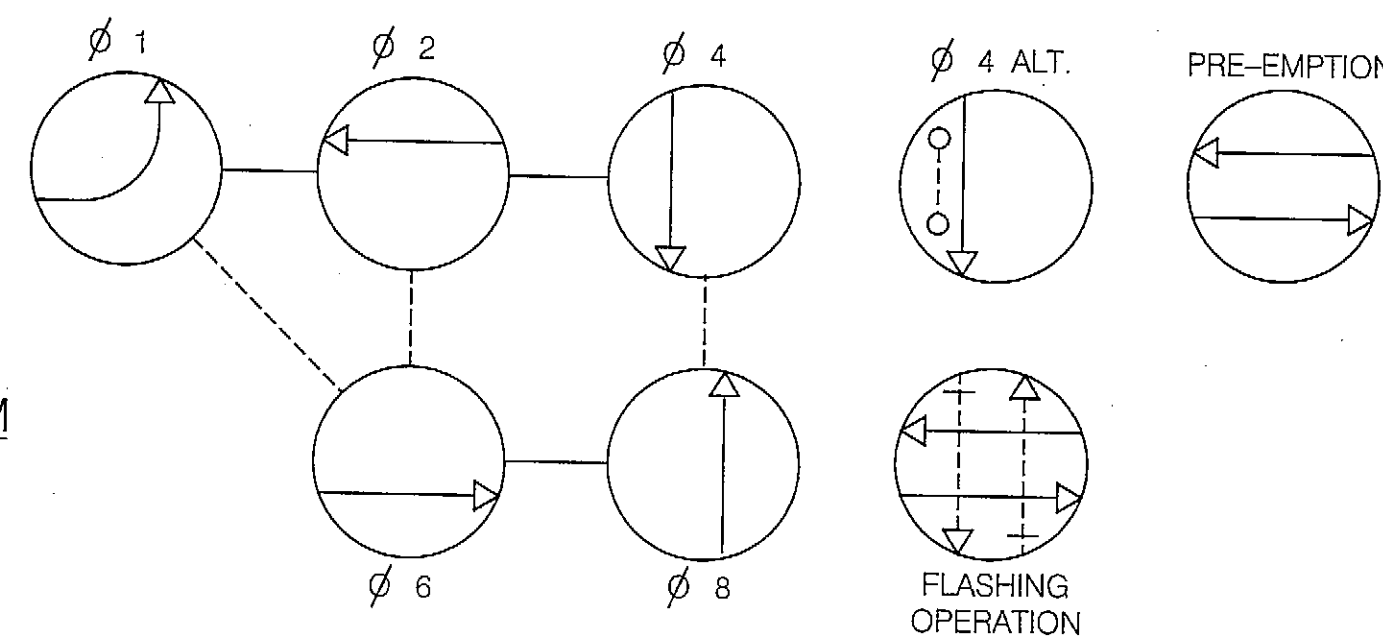 Ø 1
Ø 2
Ø 4
Ø 4 ALT.
PRE-EMPTION
M
Ø 6
Ø 8
FLASHING
OPERATION